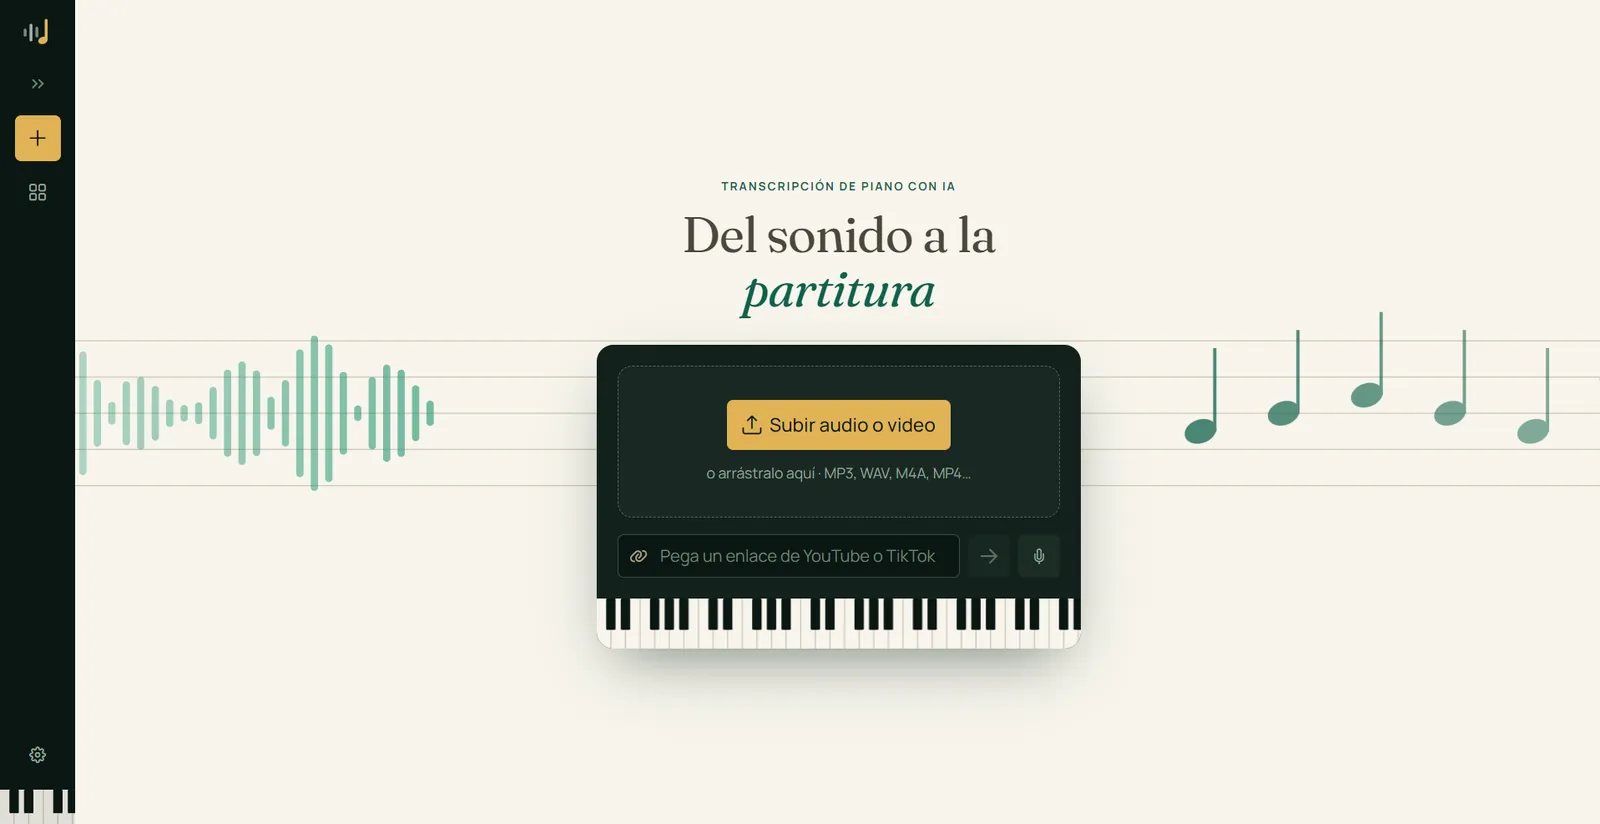 TRANSCRIPCIÓN DE PIANO CON IA
Del sonido a la
partitura
Subir audio o video
o arrástralo aquí · MP3, WAV, M4A, MP4…
Pega un enlace de YouTube o TikTok